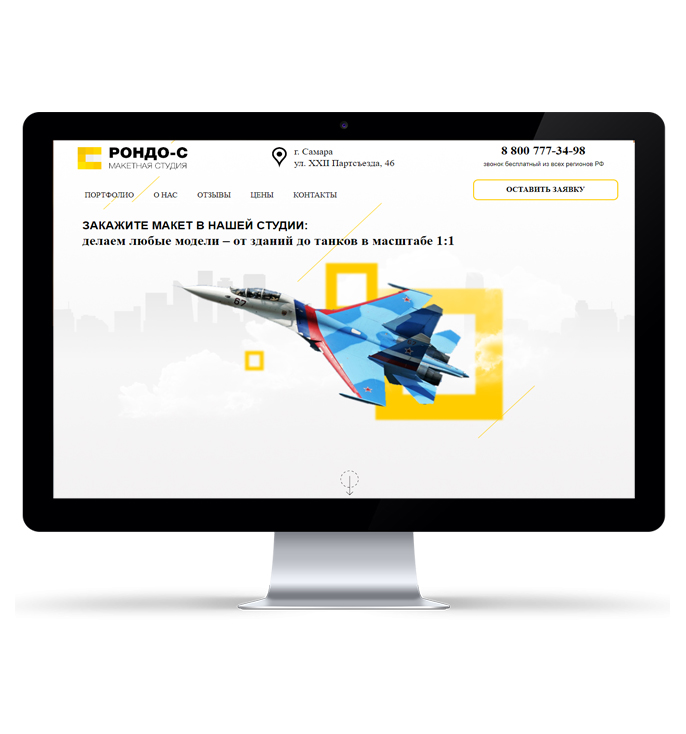 РОНДО-С
МАКЕТНАЯ СТУДИЯ
г. Самара
ул. XXII Партсъезда, 46
8 800 777-34-98
звонок бесплатный из всех регионов РФ
ПОРТФОЛИО О НАС ОТЗЫВЫ ЦЕНЫ КОНТАКТЫ
ОСТАВИТЬ ЗАЯВКУ
ЗАКАЖИТЕ МАКЕТ В НАШЕЙ СТУДИИ:
делаем любые модели – от зданий до танков в масштабе 1:1
67